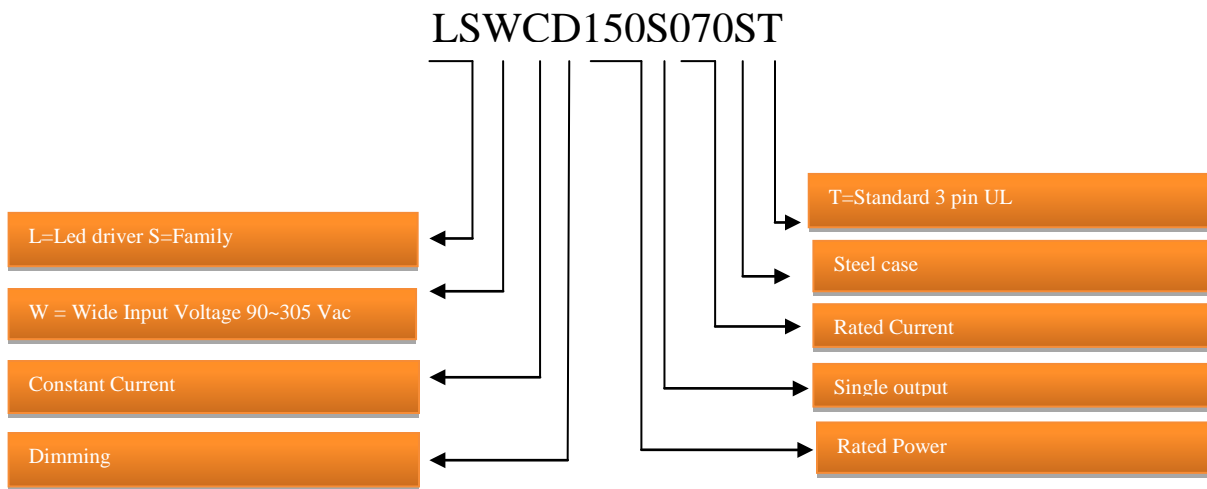 LSWCD150S070ST
L=Led driver S=Family
W = Wide Input Voltage 90~305 Vac
Constant Current
Dimming
T=Standard 3 pin UL
Steel case
Rated Current
Single output
Rated Power